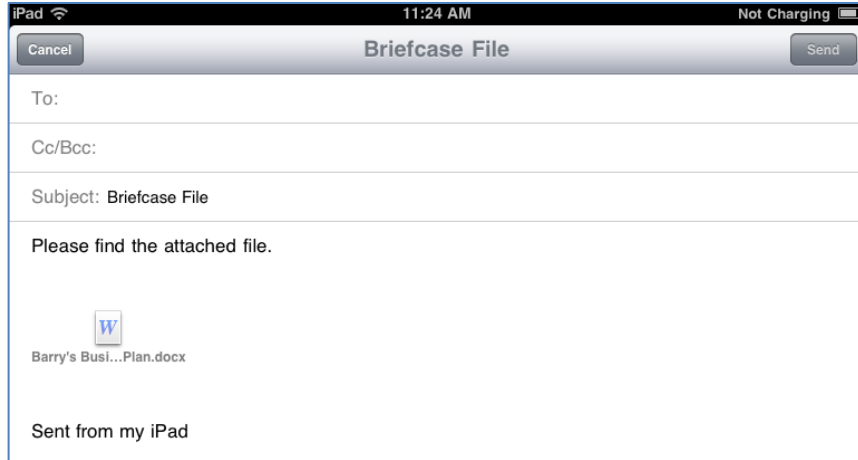 iPad 11:24 AM Not Charging
Cancel Briefcase File Send
To:
Cc/Bcc:
Subject: Briefcase File
Please find the attached file.
W
Barry's Busi...Plan.docx
Sent from my iPad